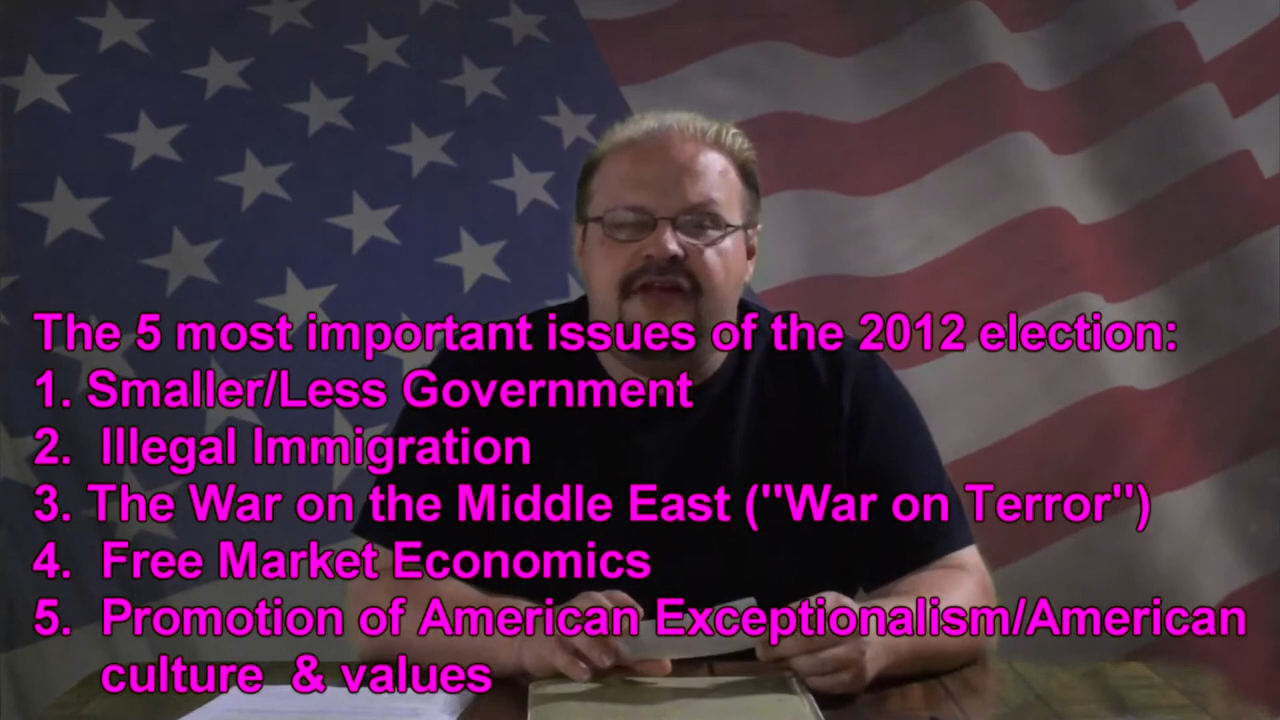 The 5 most important issues of the 2012 election:
1. Smaller/Less Government
2.  Illegal Immigration
3. The War on the Middle East ("War on Terror")
4.  Free Market Economics
5.  Promotion of American Exceptionalism/American
culture  & values